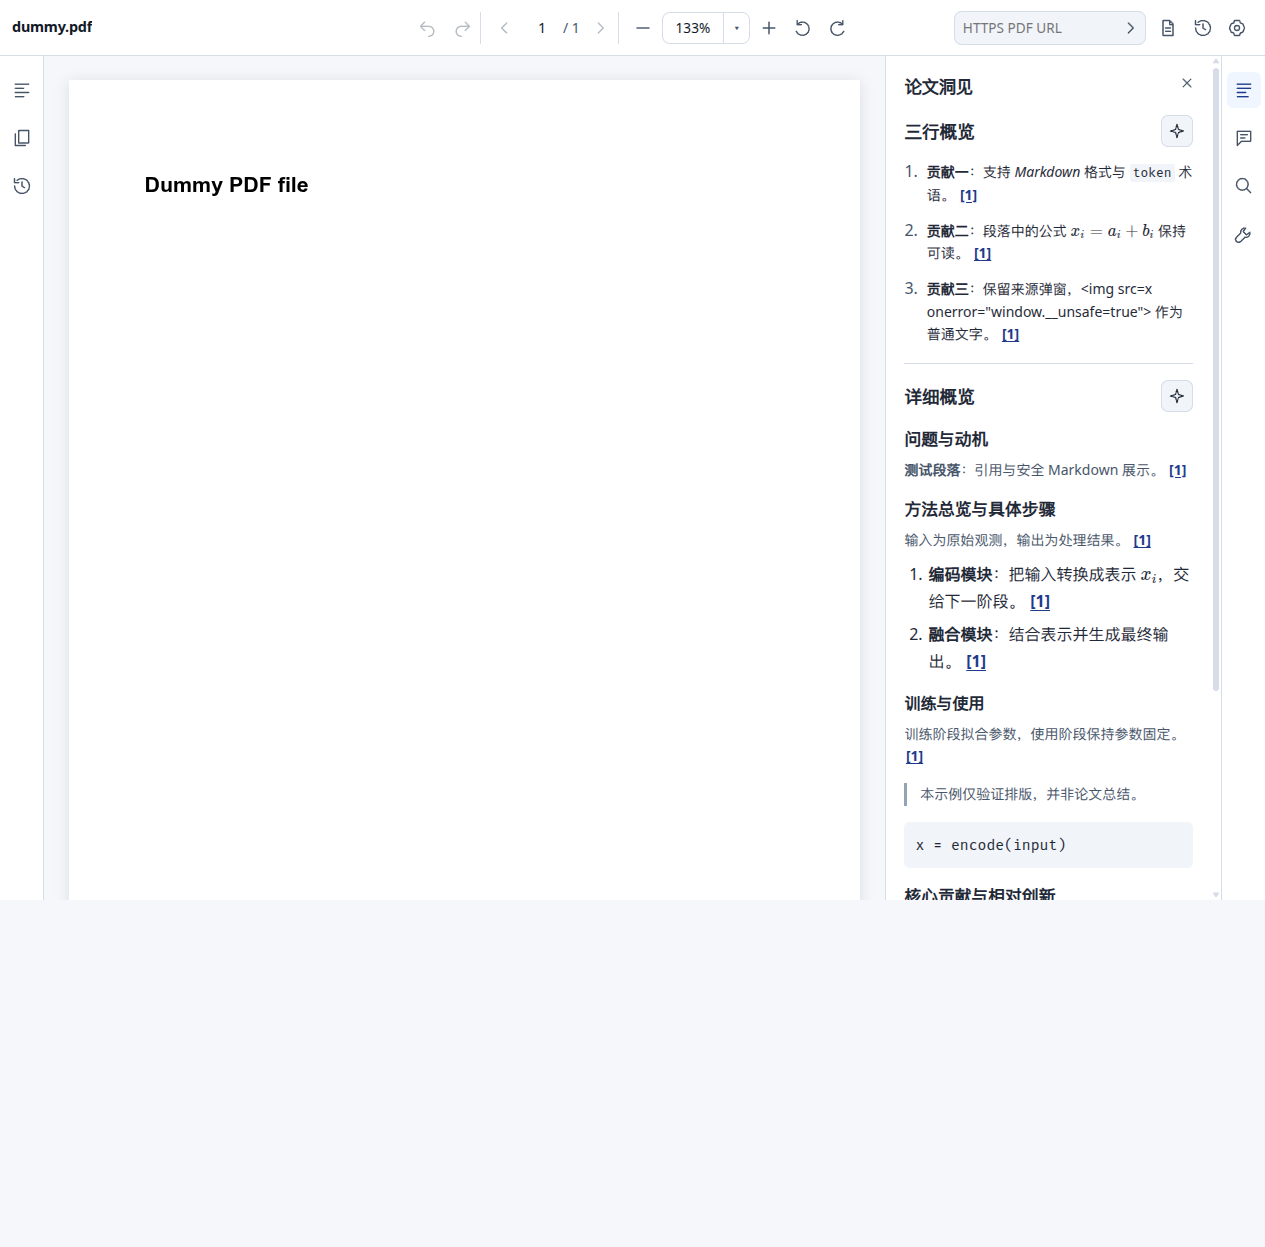 dummy.pdf
1 / 1
133%
HTTPS PDF URL
Dummy PDF file
论文洞见
三行概览
1. 贡献一：支持 Markdown 格式与 token 术
语。 [1]
2. 贡献二：段落中的公式 xᵢ = aᵢ + bᵢ 保持
可读。 [1]
3. 贡献三：保留来源弹窗，<img src=x
onerror="window.__unsafe=true"> 作为
普通文字。 [1]
详细概览
问题与动机
测试段落：引用与安全 Markdown 展示。 [1]
方法总览与具体步骤
输入为原始观测，输出为处理结果。 [1]
1. 编码模块：把输入转换成表示 xᵢ，交
给下一阶段。 [1]
2. 融合模块：结合表示并生成最终输
出。 [1]
训练与使用
训练阶段拟合参数，使用阶段保持参数固定。
[1]
本示例仅验证排版，并非论文总结。
x = encode(input)
核心贡献与相对创新